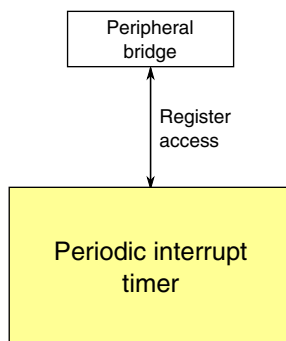 Peripheral
bridge
Register
access
Periodic interrupt
timer